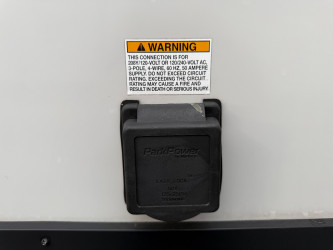 WARNING
THIS CONNECTION IS FOR
208Y/120-VOLT OR 120/240-VOLT AC,
3-POLE, 4-WIRE, 60 HZ, 50 AMPERE
SUPPLY. DO NOT EXCEED CIRCUIT
RATING. EXCEEDING THE CIRCUIT
RATING MAY CAUSE A FIRE AND
RESULT IN DEATH OR SERIOUS INJURY.
ParkPower